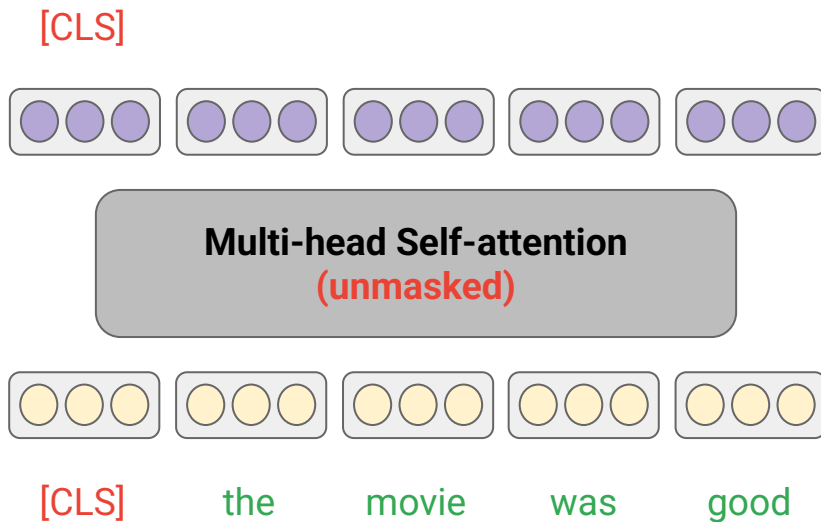 [CLS]
Multi-head Self-attention
(unmasked)
[CLS] the movie was good